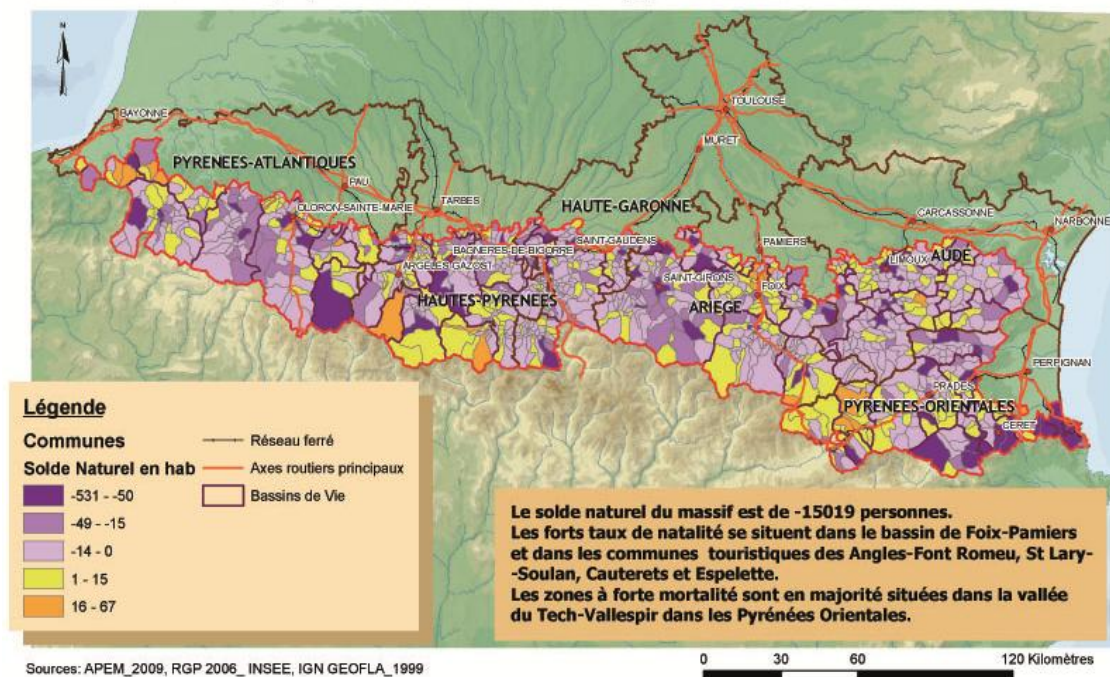 BAYONNE
TOULOUSE
MURET
PYRENEES-ATLANTIQUES
PAU
TARBES
OLORON-SAINTE-MARIE
HAUTE-GARONNE
CARCASSONNE
NARBONNE
PAMIERS
BAGNERES-DE-BIGORRE
SAINT-GAUDENS
LIMOUX
AUDE
ARGELES-GAZOST
SAINT-GIRONS
FOIX
HAUTES-PYRENEES
ARIEGE
PERPIGNAN
PRADES
PYRENEES-ORIENTALES
CERET
Légende
Communes
Solde Naturel en hab
-531 - -50
-49 - -15
-14 - 0
1 - 15
16 - 67
Réseau ferré
Axes routiers principaux
Bassins de Vie
Le solde naturel du massif est de -15019 personnes.
Les forts taux de natalité se situent dans le bassin de Foix-Pamiers
et dans les communes touristiques des Angles-Font Romeu, St Lary-
-Soulan, Cauterets et Espelette.
Les zones à forte mortalité sont en majorité situées dans la vallée
du Tech-Vallespir dans les Pyrénées Orientales.
Sources: APEM_2009, RGP 2006_ INSEE, IGN GEOFLA_1999
0 30 60 120 Kilomètres